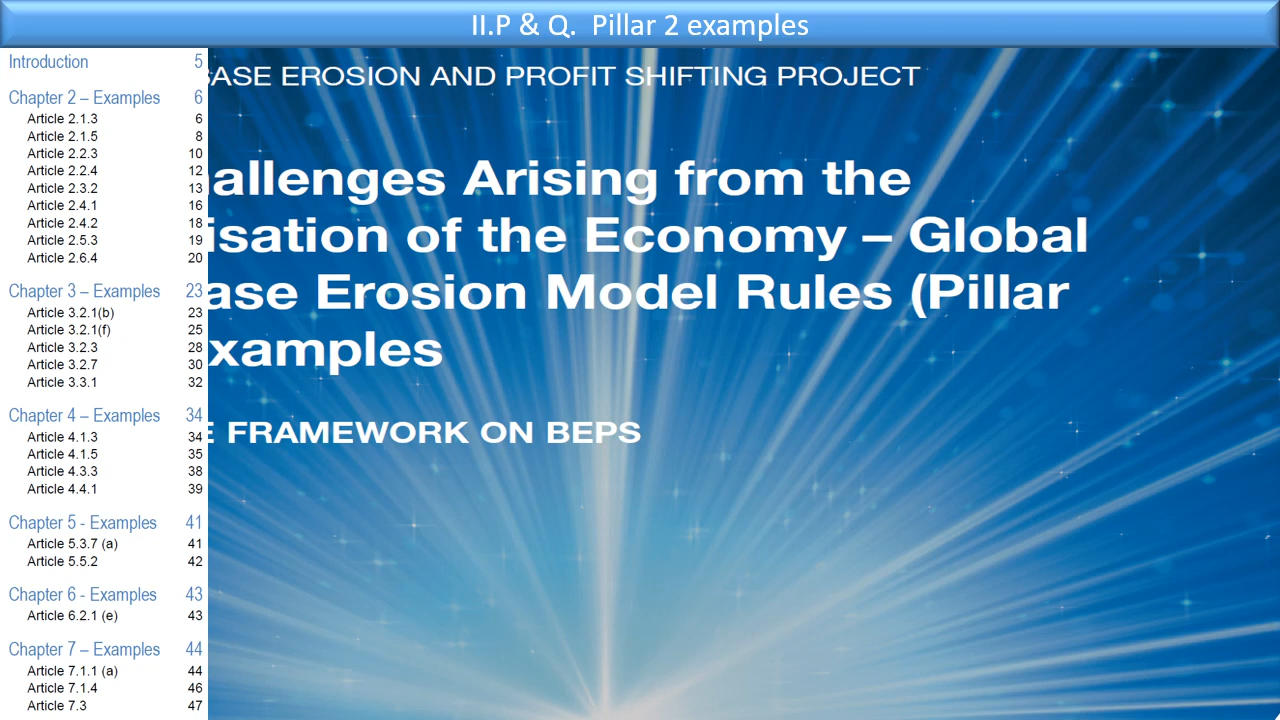 II.P & Q. Pillar 2 examples
Introduction 5
Chapter 2 – Examples 6
Article 2.1.3 6
Article 2.1.5 8
Article 2.2.3 10
Article 2.2.4 12
Article 2.3.2 13
Article 2.4.1 16
Article 2.4.2 18
Article 2.5.3 19
Article 2.6.4 20
Chapter 3 – Examples 23
Article 3.2.1(b) 23
Article 3.2.1(f) 25
Article 3.2.3 28
Article 3.2.7 30
Article 3.3.1 32
Chapter 4 – Examples 34
Article 4.1.3 34
Article 4.1.5 35
Article 4.3.3 38
Article 4.4.1 39
Chapter 5 - Examples 41
Article 5.3.7 (a) 41
Article 5.5.2 42
Chapter 6 - Examples 43
Article 6.2.1 (e) 43
Chapter 7 – Examples 44
Article 7.1.1 (a) 44
Article 7.1.4 46
Article 7.3 47
ASE EROSION AND PROFIT SHIFTING PROJECT
allenges Arising from the
isation of the Economy – Global
ase Erosion Model Rules (Pillar
xamples
E FRAMEWORK ON BEPS